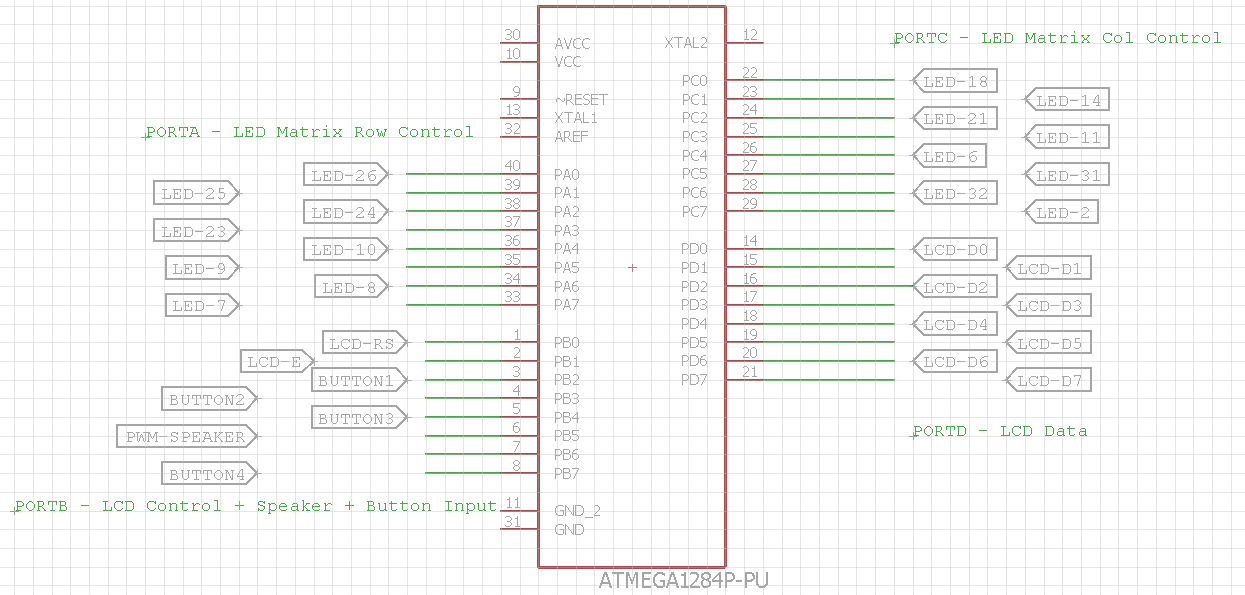 30
AVCC
XTAL2
12
PORTC - LED Matrix Col Control
10
VCC
PC0
22
LED-18
9
~RESET
PC1
23
LED-14
13
XTAL1
PC2
24
LED-21
PORTA - LED Matrix Row Control
32
AREF
PC3
25
LED-11
PC4
26
LED-6
LED-26
40
PA0
PC5
27
LED-31
LED-25
39
PA1
PC6
28
LED-32
LED-24
38
PA2
PC7
29
LED-2
LED-23
37
PA3
LED-10
36
PA4
PD0
14
LCD-D0
LED-9
35
PA5
PD1
15
LCD-D1
LED-8
34
PA6
PD2
16
LCD-D2
LED-7
33
PA7
PD3
17
LCD-D3
PD4
18
LCD-D4
LCD-RS
1
PB0
PD5
19
LCD-D5
LCD-E
2
PB1
PD6
20
LCD-D6
BUTTON1
3
PB2
PD7
21
LCD-D7
BUTTON2
4
PB3
BUTTON3
5
PB4
PWM-SPEAKER
6
PB5
PORTD - LCD Data
7
PB6
BUTTON4
8
PB7
PORTB - LCD Control + Speaker + Button Input
11
GND_2
31
GND
ATMEGA1284P-PU